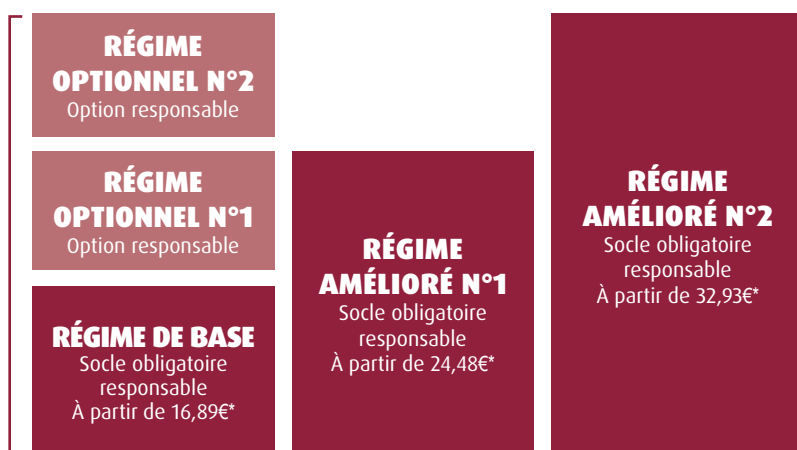 RÉGIME
OPTIONNEL N°2
Option responsable
RÉGIME
OPTIONNEL N°1
Option responsable
RÉGIME DE BASE
Socle obligatoire
responsable
À partir de 16,89€*
RÉGIME
AMÉLIORÉ N°1
Socle obligatoire
responsable
À partir de 24,48€*
RÉGIME
AMÉLIORÉ N°2
Socle obligatoire
responsable
À partir de 32,93€*